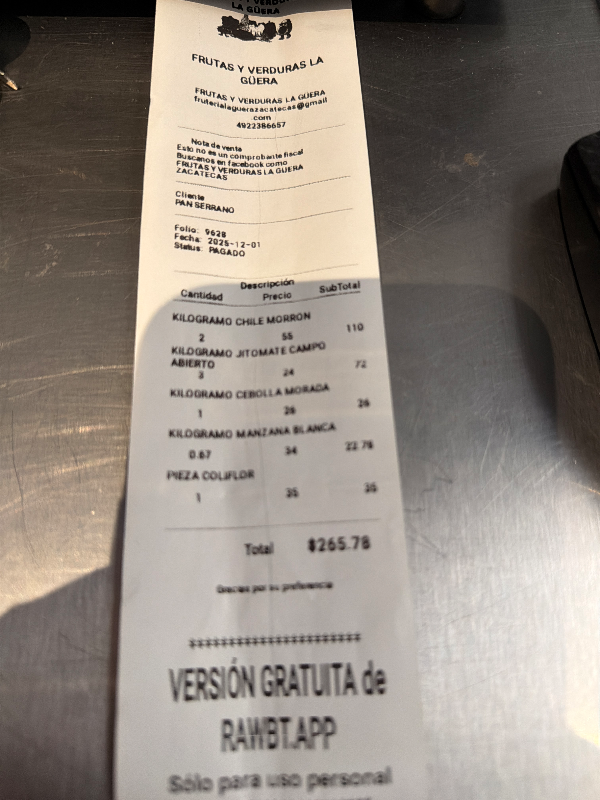 Y VERDU
LA GÜERA
FRUTAS Y VERDURAS LA
GÜERA
FRUTAS Y VERDURAS LA GÜERA
fruterialaguerazacatecas@gmail
com
4922386657
Nota de venta
Esto no es un comprobante fiscal
Buscanos en facebook como
FRUTAS Y VERDURAS LA GUERA
ZACATECAS
Cliente
PAN SERRANO
Folio: 9628
Fecha: 2025-12-01
Status: PAGADO
Descripción
Cantidad Precio SubTotal
KILOGRAMO CHILE MORRON
2 55 110
KILOGRAMO JITOMATE CAMPO
ABIERTO
3 24 72
KILOGRAMO CEBOLLA MORADA
1 26 26
KILOGRAMO MANZANA BLANCA
0.67 34 22.78
PIEZA COLIFLOR
1 35 35
Total $265.78
Gracias por su preferencia
**********************
VERSIÓN GRATUITA de
RAWBT.APP
Sólo para uso personal